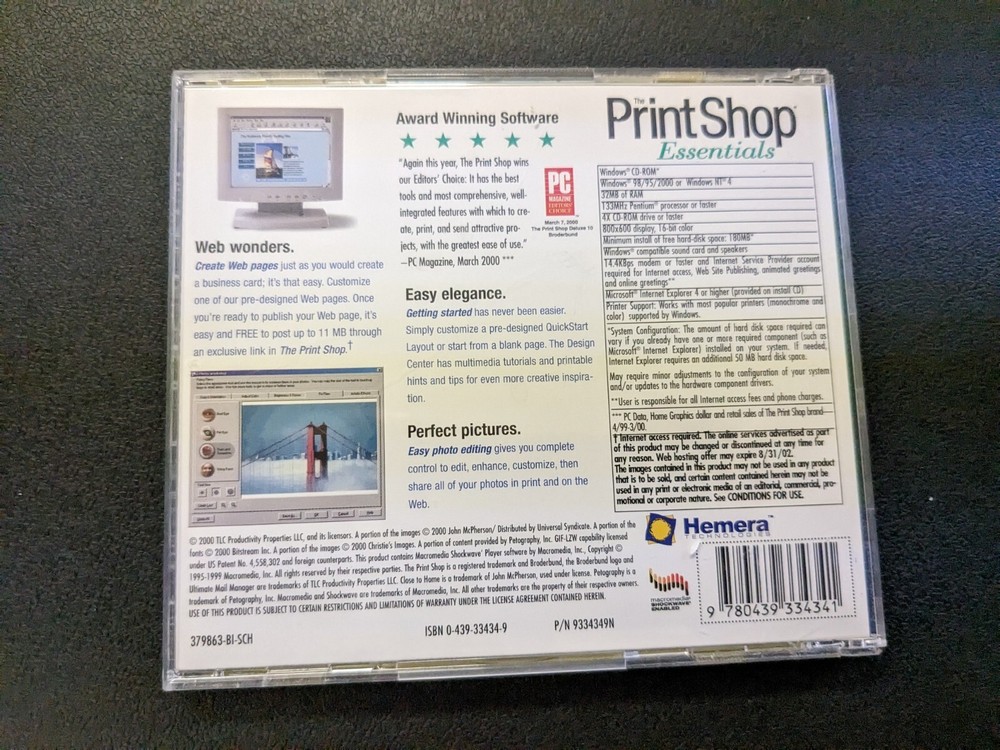 Award Winning Software
"Again this year, The Print Shop wins
our Editors' Choice: It has the best
tools and most comprehensive, well-
integrated features with which to cre-
ate, print, and send attractive pro-
jects, with the greatest ease of use."
—PC Magazine, March 2000 ***
PC
MAGAZINE
EDITORS'
CHOICE
March 7, 2000
The Print Shop Deluxe 10
Broderbund
Web wonders.
Create Web pages just as you would create
a business card; it's that easy. Customize
one of our pre-designed Web pages. Once
you're ready to publish your Web page, it's
easy and FREE to post up to 11 MB through
an exclusive link in The Print Shop.†
Easy elegance.
Getting started has never been easier.
Simply customize a pre-designed QuickStart
Layout or start from a blank page. The Design
Center has multimedia tutorials and printable
hints and tips for even more creative inspira-
tion.
Perfect pictures.
Easy photo editing gives you complete
control to edit, enhance, customize, then
share all of your photos in print and on the
Web.
The
PrintShop®
Essentials™
Windows® CD-ROM*
Windows® 98/95/2000 or Windows NT® 4
32MB of RAM
133MHz Pentium® processor or faster
4X CD-ROM drive or faster
800x600 display, 16-bit color
Minimum install of free hard-disk space: 180MB*
Windows® compatible sound card and speakers
14.4KBps modem or faster and Internet Service Provider account
required for Internet access, Web Site Publishing, animated greetings
and online greetings**
Microsoft® Internet Explorer 4 or higher (provided on install CD)
Printer Support: Works with most popular printers (monochrome and
color) supported by Windows.
*System Configuration: The amount of hard disk space required can
vary if you already have one or more required component (such as
Microsoft® Internet Explorer) installed on your system. If needed,
Internet Explorer requires an additional 50 MB hard disk space.
May require minor adjustments to the configuration of your system
and/or updates to the hardware component drivers.
**User is responsible for all Internet access fees and phone charges.
*** PC Data, Home Graphics dollar and retail sales of The Print Shop brand—
4/99-3/00.
† Internet access required. The online services advertised as part
of this product may be changed or discontinued at any time for
any reason. Web hosting offer may expire 8/31/02.
The images contained in this product may not be used in any product
that is to be sold, and certain content contained herein may not be
used in any print or electronic media of an editorial, commercial, pro-
motional or corporate nature. See CONDITIONS FOR USE.
© 2000 TLC Productivity Properties LLC, and its licensors. A portion of the images © 2000 John McPherson/ Distributed by Universal Syndicate. A portion of the
fonts © 2000 Bitstream Inc. A portion of the images © 2000 Christie's Images. A portion of content provided by Petography, Inc. GIF-LZW capability licensed
under US Patent No. 4,558,302 and foreign counterparts. This product contains Macromedia Shockwave® Player software by Macromedia, Inc., Copyright ©
1995-1999 Macromedia, Inc. All rights reserved by their respective parties. The Print Shop is a registered trademark and Broderbund, the Broderbund logo and
Ultimate Mail Manager are trademarks of TLC Productivity Properties LLC. Close to Home is a trademark of John McPherson, used under license. Petography is a
trademark of Petography, Inc. Macromedia and Shockwave are trademarks of Macromedia, Inc. All other trademarks are the property of their respective owners.
USE OF THIS PRODUCT IS SUBJECT TO CERTAIN RESTRICTIONS AND LIMITATIONS OF WARRANTY UNDER THE LICENSE AGREEMENT CONTAINED HEREIN.
Hemera™
TECHNOLOGIES
macromedia®
SHOCKWAVE®
ENABLED
9 780439 334341
379863-BI-SCH
ISBN 0-439-33434-9
P/N 9334349N